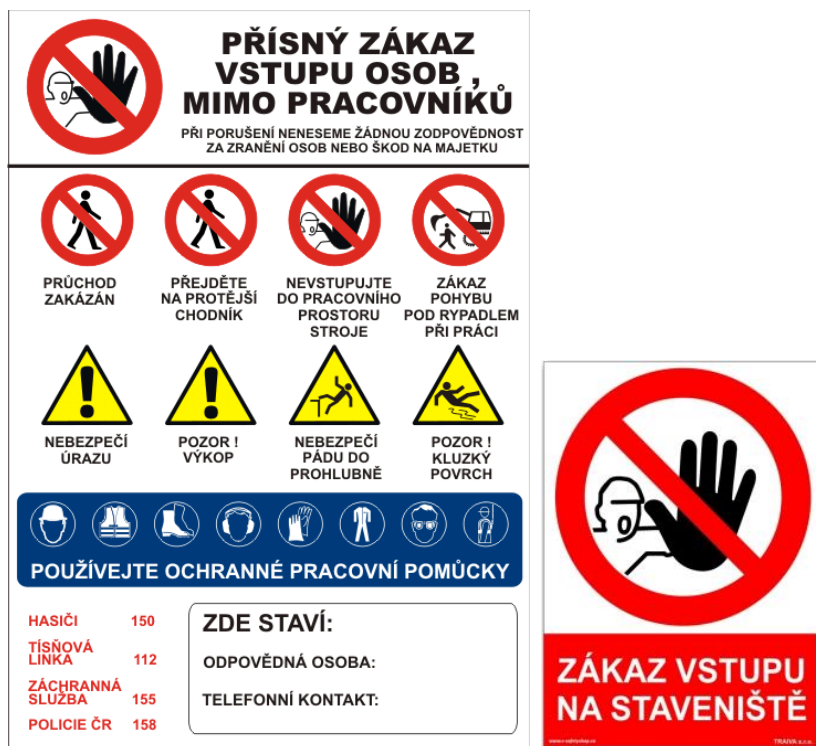 PŘÍSNÝ ZÁKAZ
VSTUPU OSOB ,
MIMO PRACOVNÍKŮ
PŘI PORUŠENÍ NENESEME ŽÁDNOU ZODPOVĚDNOST
ZA ZRANĚNÍ OSOB NEBO ŠKOD NA MAJETKU
PRŮCHOD
ZAKÁZÁN
PŘEJDĚTE
NA PROTĚJŠÍ
CHODNÍK
NEVSTUPUJTE
DO PRACOVNÍHO
PROSTORU
STROJE
ZÁKAZ
POHYBU
POD RYPADLEM
PŘI PRÁCI
NEBEZPEČÍ
ÚRAZU
POZOR !
VÝKOP
NEBEZPEČÍ
PÁDU DO
PROHLUBNĚ
POZOR !
KLUZKÝ
POVRCH
POUŽÍVEJTE OCHRANNÉ PRACOVNÍ POMŮCKY
HASIČI 150
TÍSŇOVÁ
LINKA 112
ZÁCHRANNÁ
SLUŽBA 155
POLICIE ČR 158
ZDE STAVÍ:
ODPOVĚDNÁ OSOBA:
TELEFONNÍ KONTAKT:
ZÁKAZ VSTUPU
NA STAVENIŠTĚ
TRAIVA s.r.o.